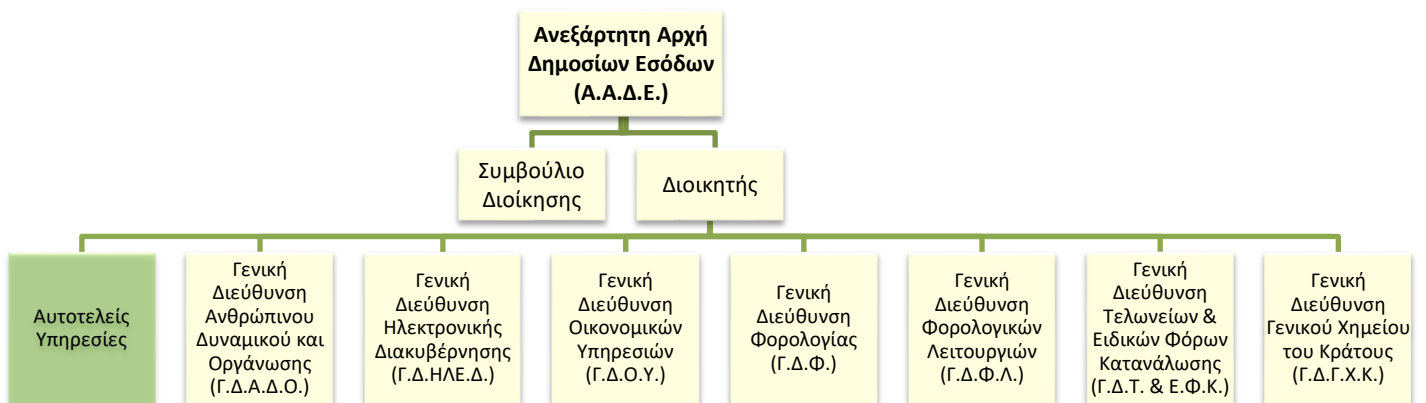 Ανεξάρτητη Αρχή
Δημοσίων Εσόδων
(Α.Α.Δ.Ε.)
Συμβούλιο
Διοίκησης
Διοικητής
Αυτοτελείς
Υπηρεσίες
Γενική
Διεύθυνση
Ανθρώπινου
Δυναμικού και
Οργάνωσης
(Γ.Δ.Α.Δ.Ο.)
Γενική
Διεύθυνση
Ηλεκτρονικής
Διακυβέρνησης
(Γ.Δ.ΗΛΕ.Δ.)
Γενική
Διεύθυνση
Οικονομικών
Υπηρεσιών
(Γ.Δ.Ο.Υ.)
Γενική
Διεύθυνση
Φορολογίας
(Γ.Δ.Φ.)
Γενική
Διεύθυνση
Φορολογικών
Λειτουργιών
(Γ.Δ.Φ.Λ.)
Γενική
Διεύθυνση
Τελωνείων &
Ειδικών Φόρων
Κατανάλωσης
(Γ.Δ.Τ. & Ε.Φ.Κ.)
Γενική
Διεύθυνση
Γενικού Χημείου
του Κράτους
(Γ.Δ.Γ.Χ.Κ.)